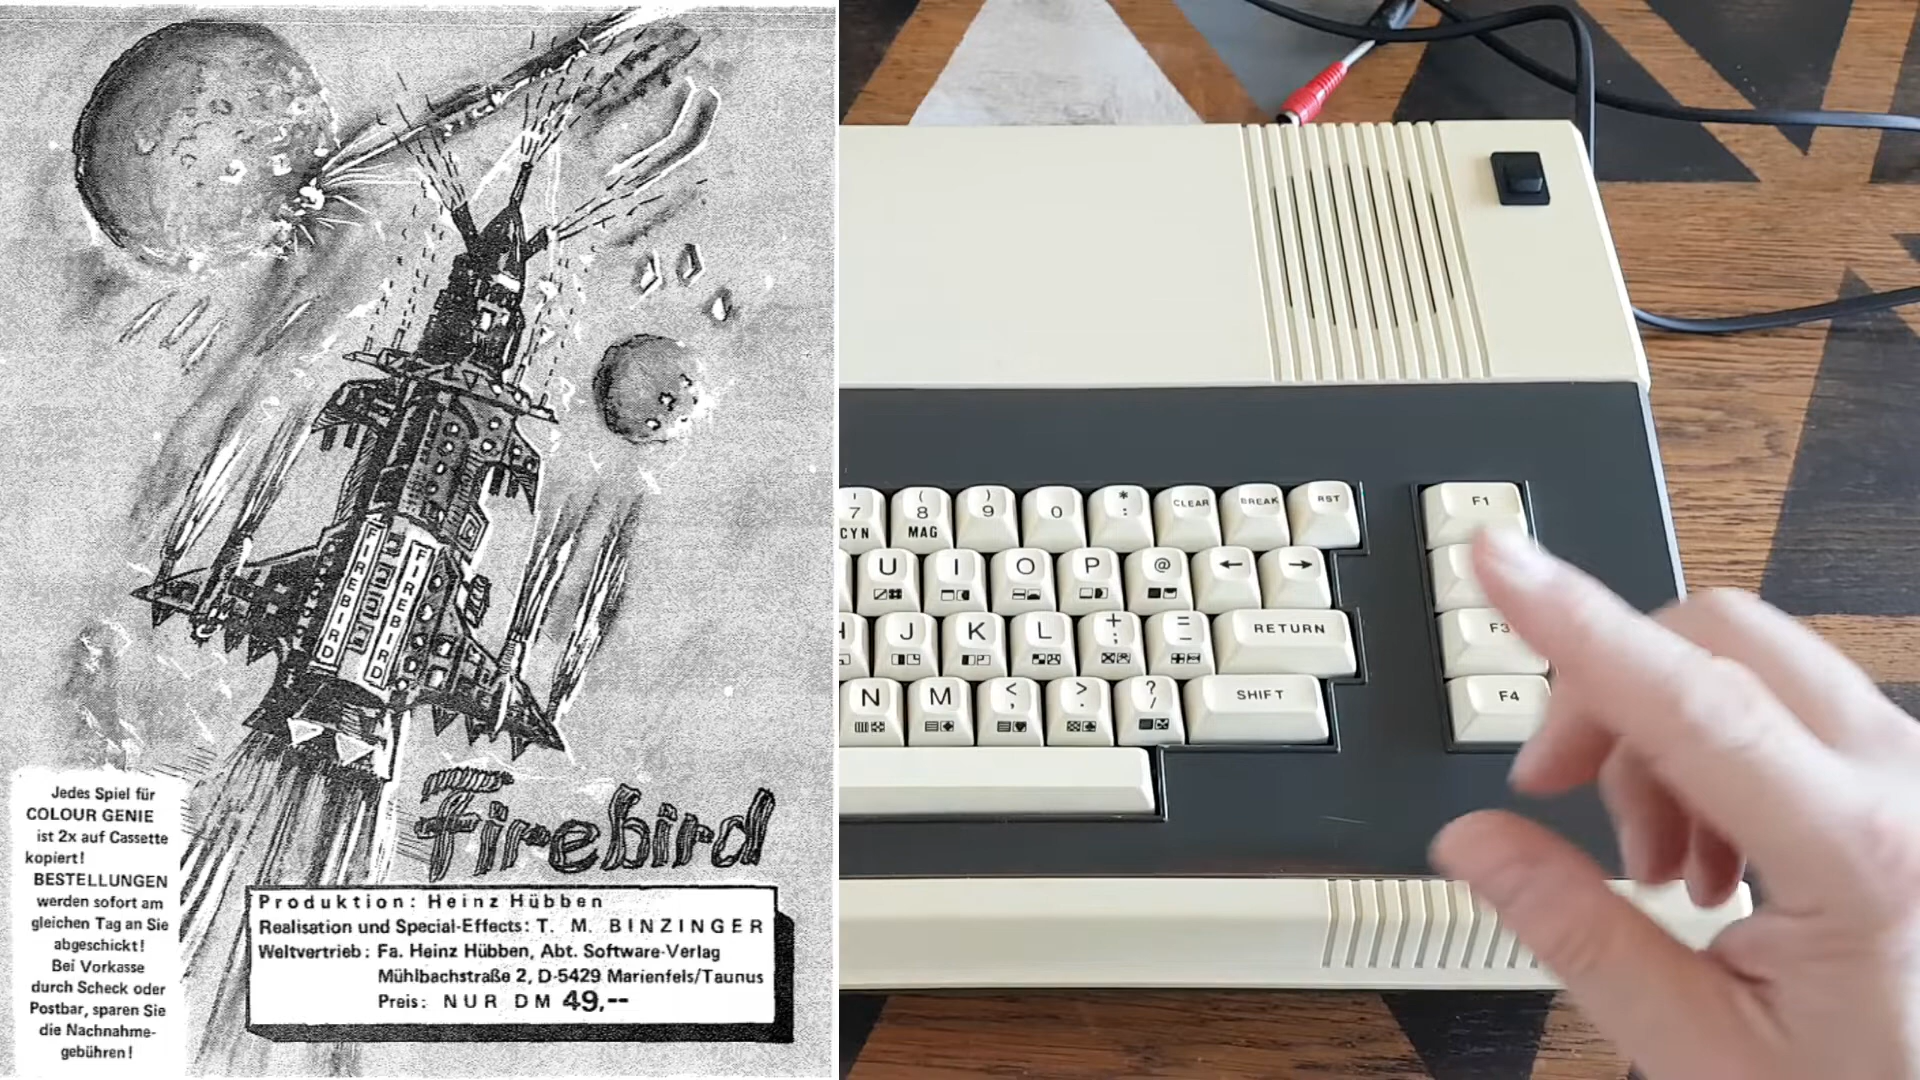 FIREBIRD
FIREBIRD
Firebird
Jedes Spiel für
COLOUR GENIE
ist 2x auf Cassette
kopiert!
BESTELLUNGEN
werden sofort am
gleichen Tag an Sie
abgeschickt!
Bei Vorkasse
durch Scheck oder
Postbar, sparen Sie
die Nachnahme-
gebühren!
Produktion: Heinz Hübben
Realisation und Special-Effects: T. M. BINZINGER
Weltvertrieb: Fa. Heinz Hübben, Abt. Software-Verlag
Mühlbachstraße 2, D-5429 Marienfels/Taunus
Preis: NUR DM 49,--
' ( ) * CLEAR BREAK RST
7 8 9 0 :
CYN MAG
U I O P @ ← →
H J K L + ; = - RETURN
N M < , > . ? / SHIFT
F1
F3
F4